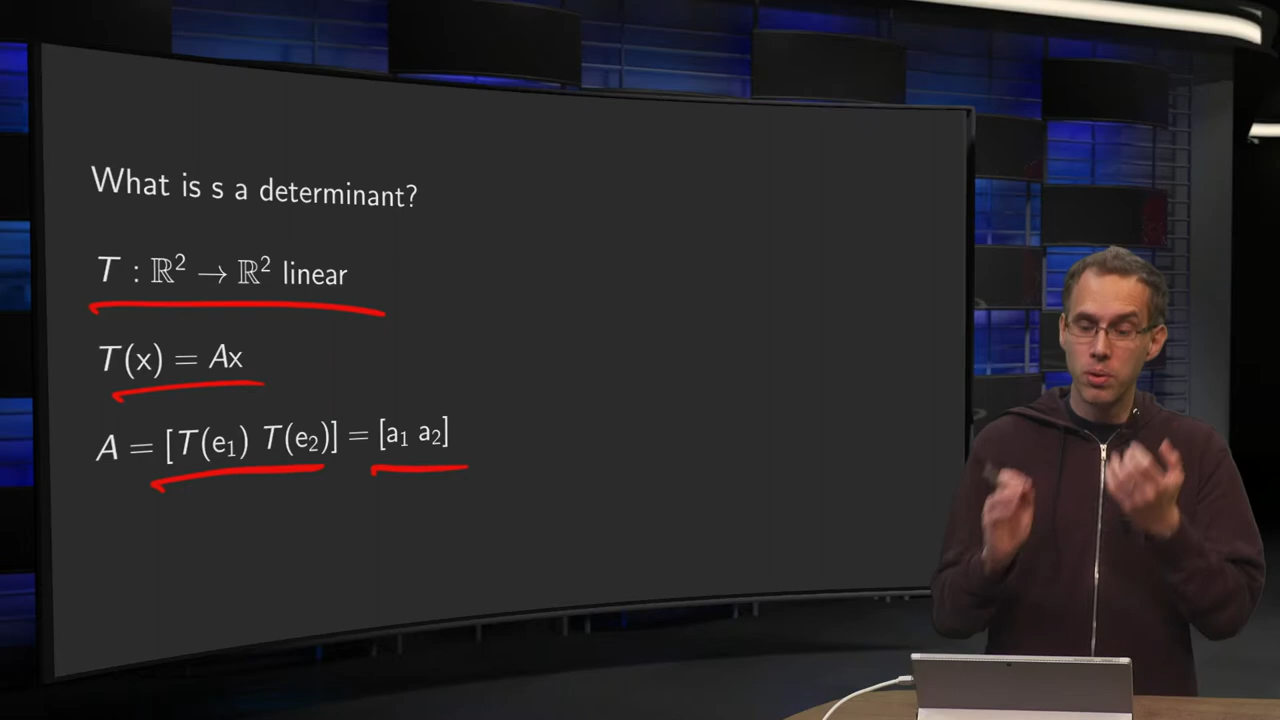 What is s a determinant?
T : ℝ² → ℝ² linear
T(x) = Ax
A = [T(e₁) T(e₂)] = [a₁ a₂]